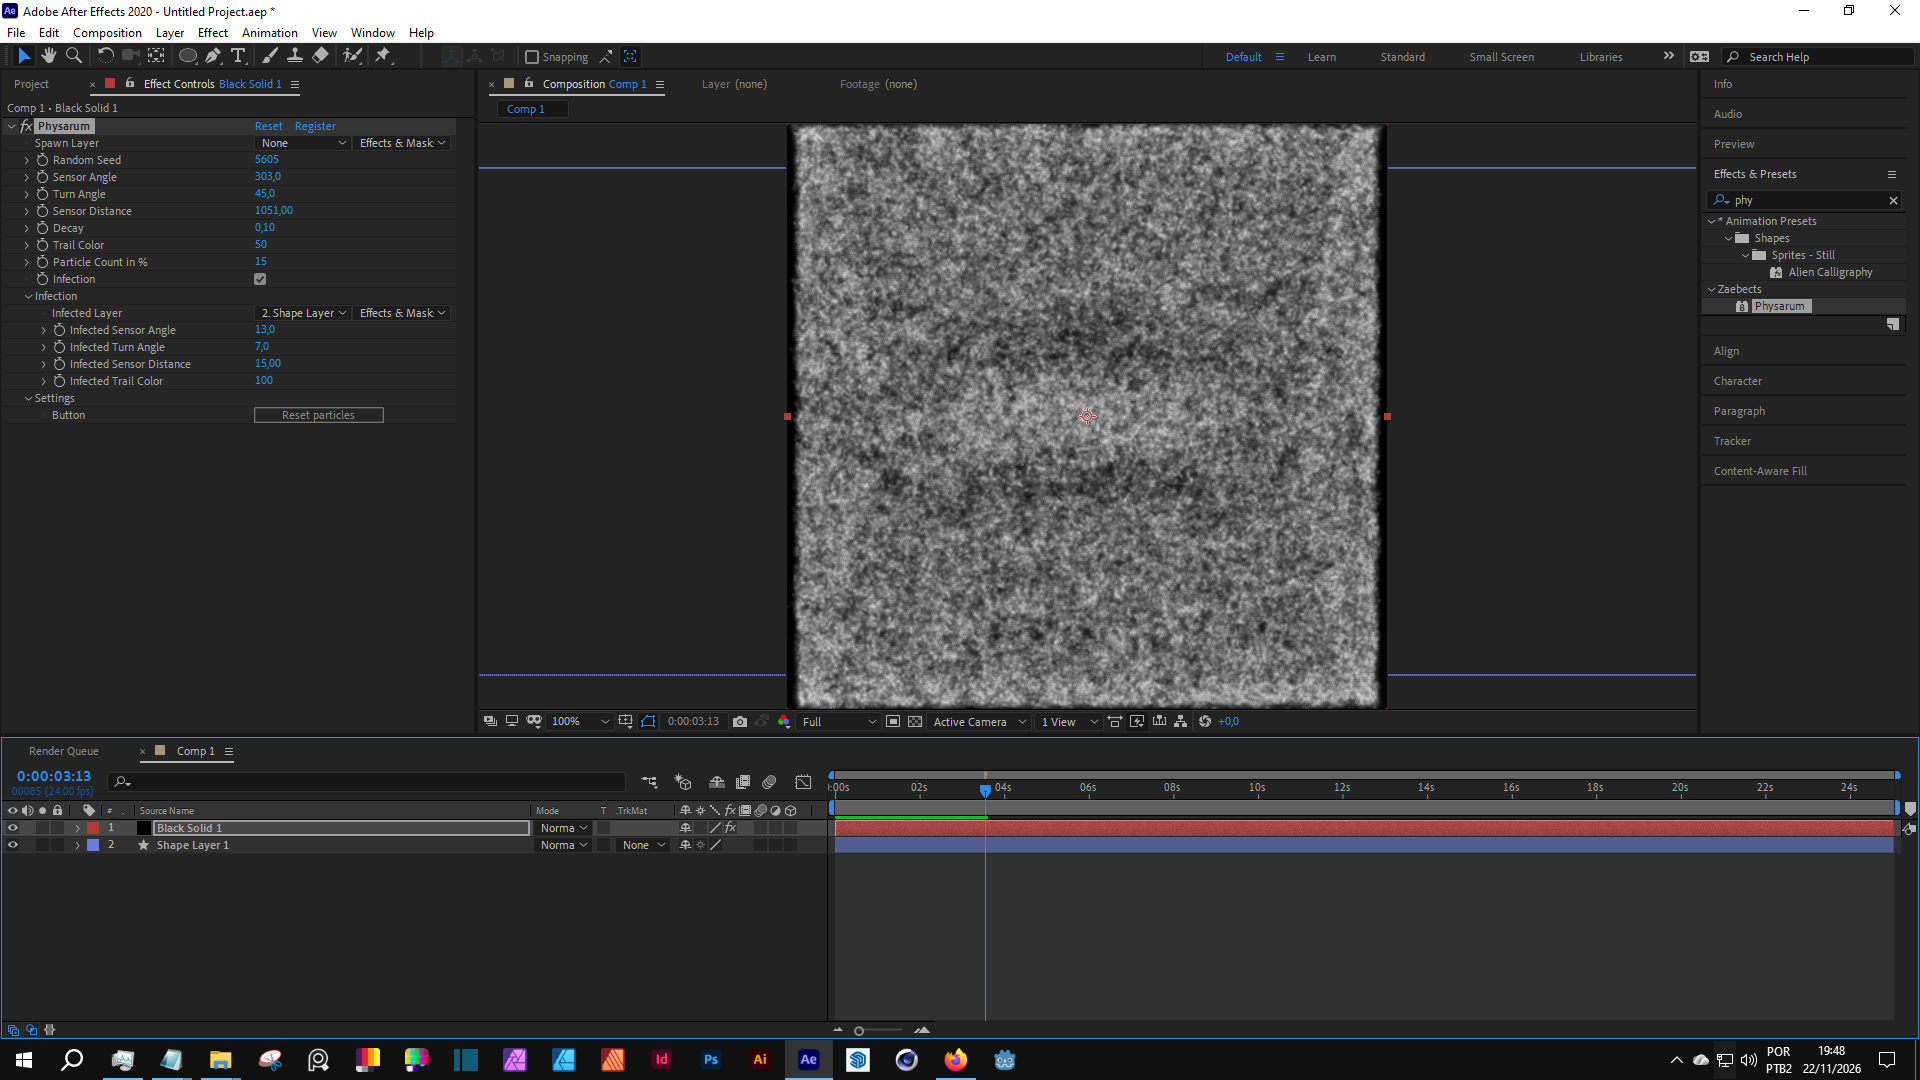 Adobe After Effects 2020 - Untitled Project.aep *
File Edit Composition Layer Effect Animation View Window Help
Snapping
Default Learn Standard Small Screen Libraries Search Help
Project Effect Controls Black Solid 1
Comp 1 • Black Solid 1
fx Physarum Reset Register
Spawn Layer None Effects & Mask
Random Seed 5605
Sensor Angle 303,0
Turn Angle 45,0
Sensor Distance 1051,00
Decay 0,10
Trail Color 50
Particle Count in % 15
Infection
Infection
Infected Layer 2. Shape Layer Effects & Mask
Infected Sensor Angle 13,0
Infected Turn Angle 7,0
Infected Sensor Distance 15,00
Infected Trail Color 100
Settings
Button Reset particles
Composition Comp 1 Layer (none) Footage (none)
Comp 1
100% 0:00:03:13 Full Active Camera 1 View +0,0
Info
Audio
Preview
Effects & Presets
phy
* Animation Presets
Shapes
Sprites - Still
Alien Calligraphy
Zaebects
Physarum
Align
Character
Paragraph
Tracker
Content-Aware Fill
Render Queue Comp 1
0:00:03:13
00085 (24.00 fps)
:00s 02s 04s 06s 08s 10s 12s 14s 16s 18s 20s 22s 24s
# Source Name Mode T .TrkMat
1 Black Solid 1 Norma fx
2 Shape Layer 1 Norma None
Id Ps Ai Ae
POR
PTB2
19:48
22/11/2026